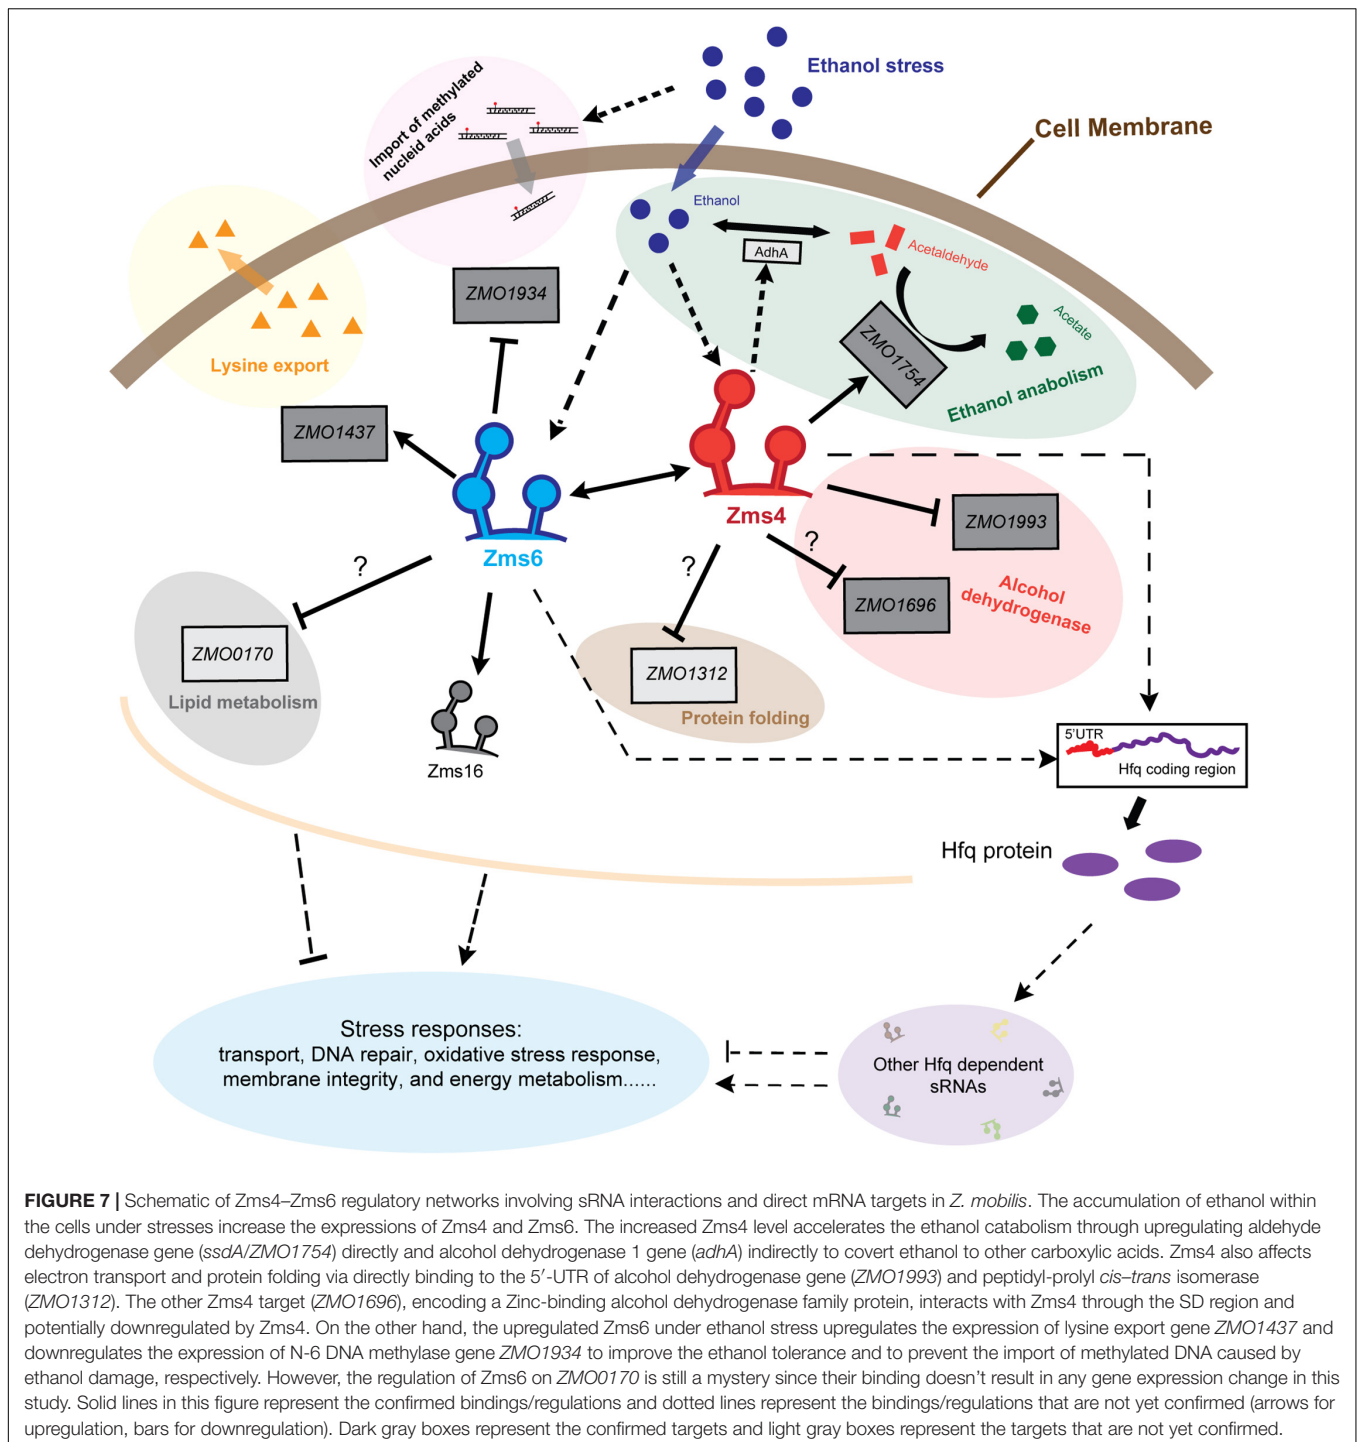 Ethanol stress
Import of methylated
nucleid acids
Cell Membrane
Ethanol
AdhA
Acetaldehyde
ZMO1934
Acetate
Lysine export
ZMO1754
Ethanol anabolism
ZMO1437
Zms4
ZMO1993
Zms6
?
?
?
Alcohol
dehydrogenase
ZMO1696
ZMO0170
ZMO1312
Lipid metabolism
Protein folding
5'UTR
Hfq coding region
Zms16
Hfq protein
Stress responses:
transport, DNA repair, oxidative stress response,
membrane integrity, and energy metabolism......
Other Hfq dependent
sRNAs
FIGURE 7 | Schematic of Zms4–Zms6 regulatory networks involving sRNA interactions and direct mRNA targets in Z. mobilis. The accumulation of ethanol within
the cells under stresses increase the expressions of Zms4 and Zms6. The increased Zms4 level accelerates the ethanol catabolism through upregulating aldehyde
dehydrogenase gene (ssdA/ZMO1754) directly and alcohol dehydrogenase 1 gene (adhA) indirectly to covert ethanol to other carboxylic acids. Zms4 also affects
electron transport and protein folding via directly binding to the 5′-UTR of alcohol dehydrogenase gene (ZMO1993) and peptidyl-prolyl cis–trans isomerase
(ZMO1312). The other Zms4 target (ZMO1696), encoding a Zinc-binding alcohol dehydrogenase family protein, interacts with Zms4 through the SD region and
potentially downregulated by Zms4. On the other hand, the upregulated Zms6 under ethanol stress upregulates the expression of lysine export gene ZMO1437 and
downregulates the expression of N-6 DNA methylase gene ZMO1934 to improve the ethanol tolerance and to prevent the import of methylated DNA caused by
ethanol damage, respectively. However, the regulation of Zms6 on ZMO0170 is still a mystery since their binding doesn't result in any gene expression change in this
study. Solid lines in this figure represent the confirmed bindings/regulations and dotted lines represent the bindings/regulations that are not yet confirmed (arrows for
upregulation, bars for downregulation). Dark gray boxes represent the confirmed targets and light gray boxes represent the targets that are not yet confirmed.